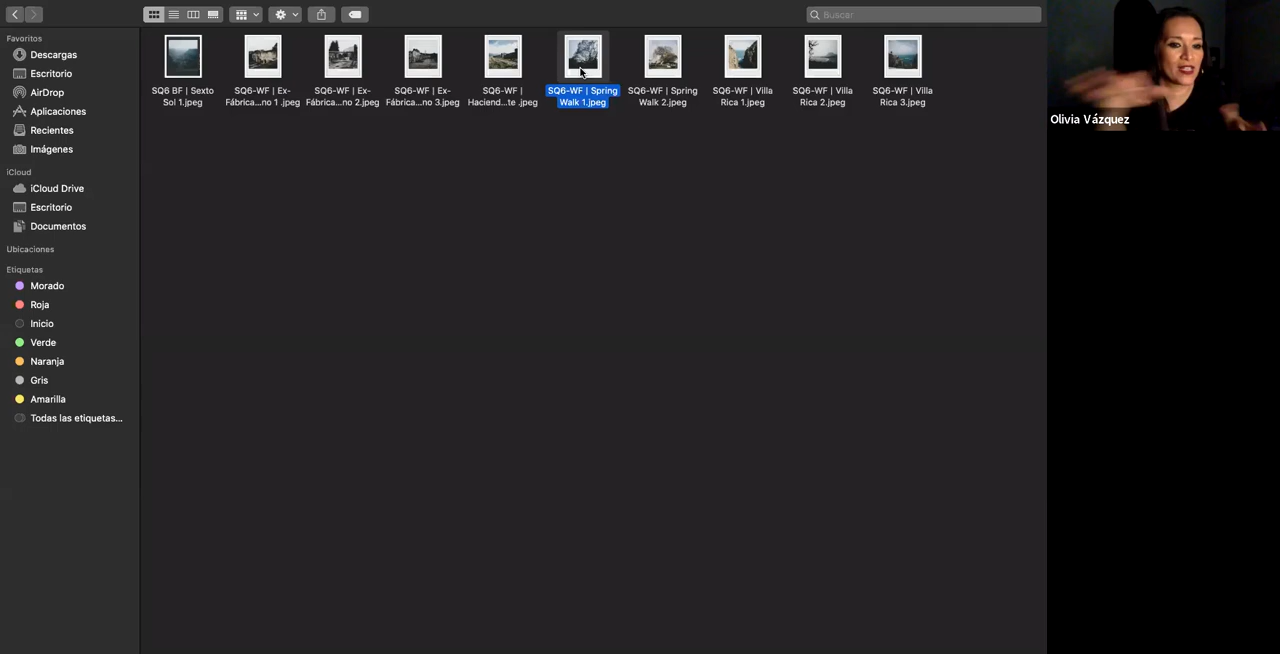 Buscar
Favoritos
Descargas
Escritorio
AirDrop
Aplicaciones
Recientes
Imágenes
iCloud
iCloud Drive
Escritorio
Documentos
Ubicaciones
Etiquetas
Morado
Roja
Inicio
Verde
Naranja
Gris
Amarilla
Todas las etiquetas...
SQ6 BF | Sexto
Sol 1.jpeg
SQ6-WF | Ex-
Fábrica...no 1 .jpeg
SQ6-WF | Ex-
Fábrica...no 2.jpeg
SQ6-WF | Ex-
Fábrica...no 3.jpeg
SQ6-WF |
Haciend...te .jpeg
SQ6-WF | Spring
Walk 1.jpeg
SQ6-WF | Spring
Walk 2.jpeg
SQ6-WF | Villa
Rica 1.jpeg
SQ6-WF | Villa
Rica 2.jpeg
SQ6-WF | Villa
Rica 3.jpeg
Olivia Vázquez